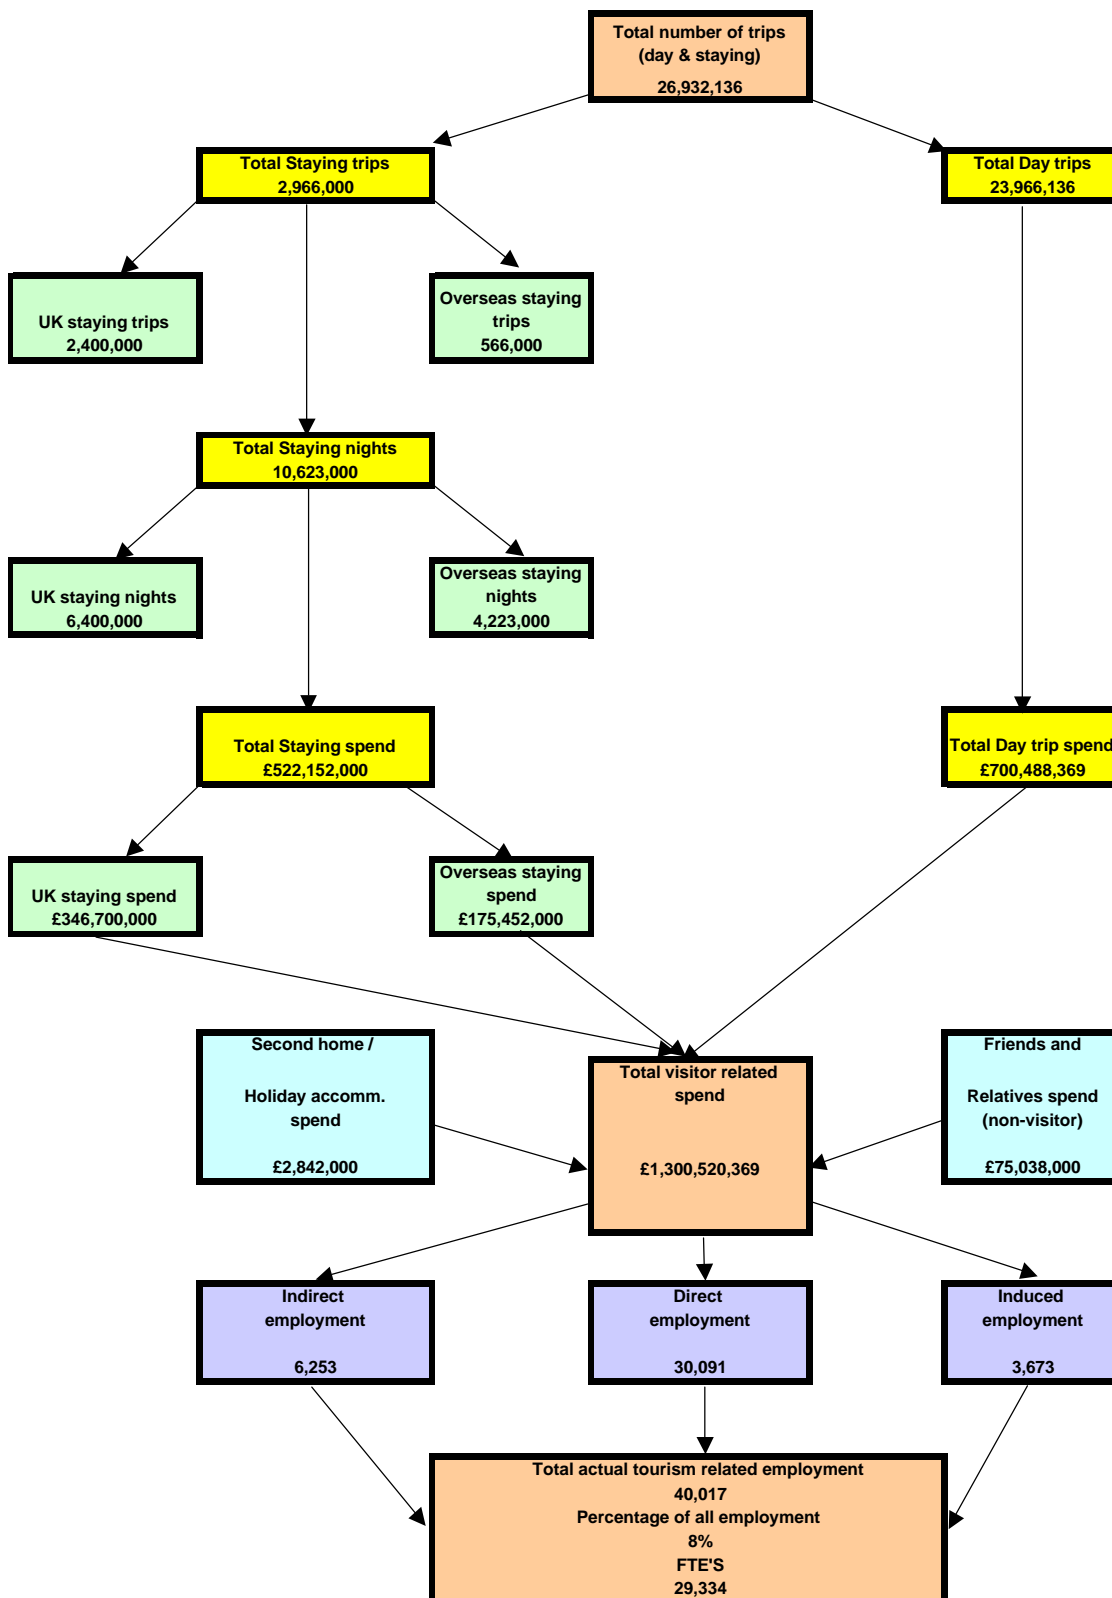 Total number of trips
(day & staying)
26,932,136
Total Staying trips
2,966,000
Total Day trips
23,966,136
UK staying trips
2,400,000
Overseas staying
trips
566,000
Total Staying nights
10,623,000
UK staying nights
6,400,000
Overseas staying
nights
4,223,000
Total Staying spend
£522,152,000
Total Day trip spend
£700,488,369
UK staying spend
£346,700,000
Overseas staying
spend
£175,452,000
Second home /
Holiday accomm.
spend
£2,842,000
Total visitor related
spend
£1,300,520,369
Friends and
Relatives spend
(non-visitor)
£75,038,000
Indirect
employment
6,253
Direct
employment
30,091
Induced
employment
3,673
Total actual tourism related employment
40,017
Percentage of all employment
8%
FTE'S
29,334